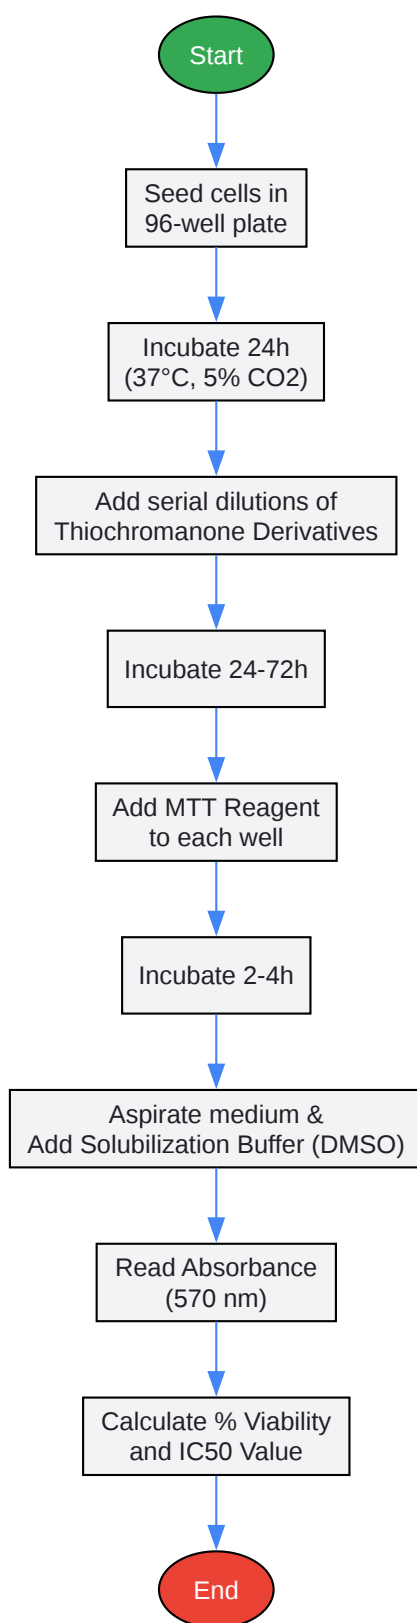 Start
Seed cells in
96-well plate
Incubate 24h
(37°C, 5% CO2)
Add serial dilutions of
Thiochromanone Derivatives
Incubate 24-72h
Add MTT Reagent
to each well
Incubate 2-4h
Aspirate medium &
Add Solubilization Buffer (DMSO)
Read Absorbance
(570 nm)
Calculate % Viability
and IC50 Value
End